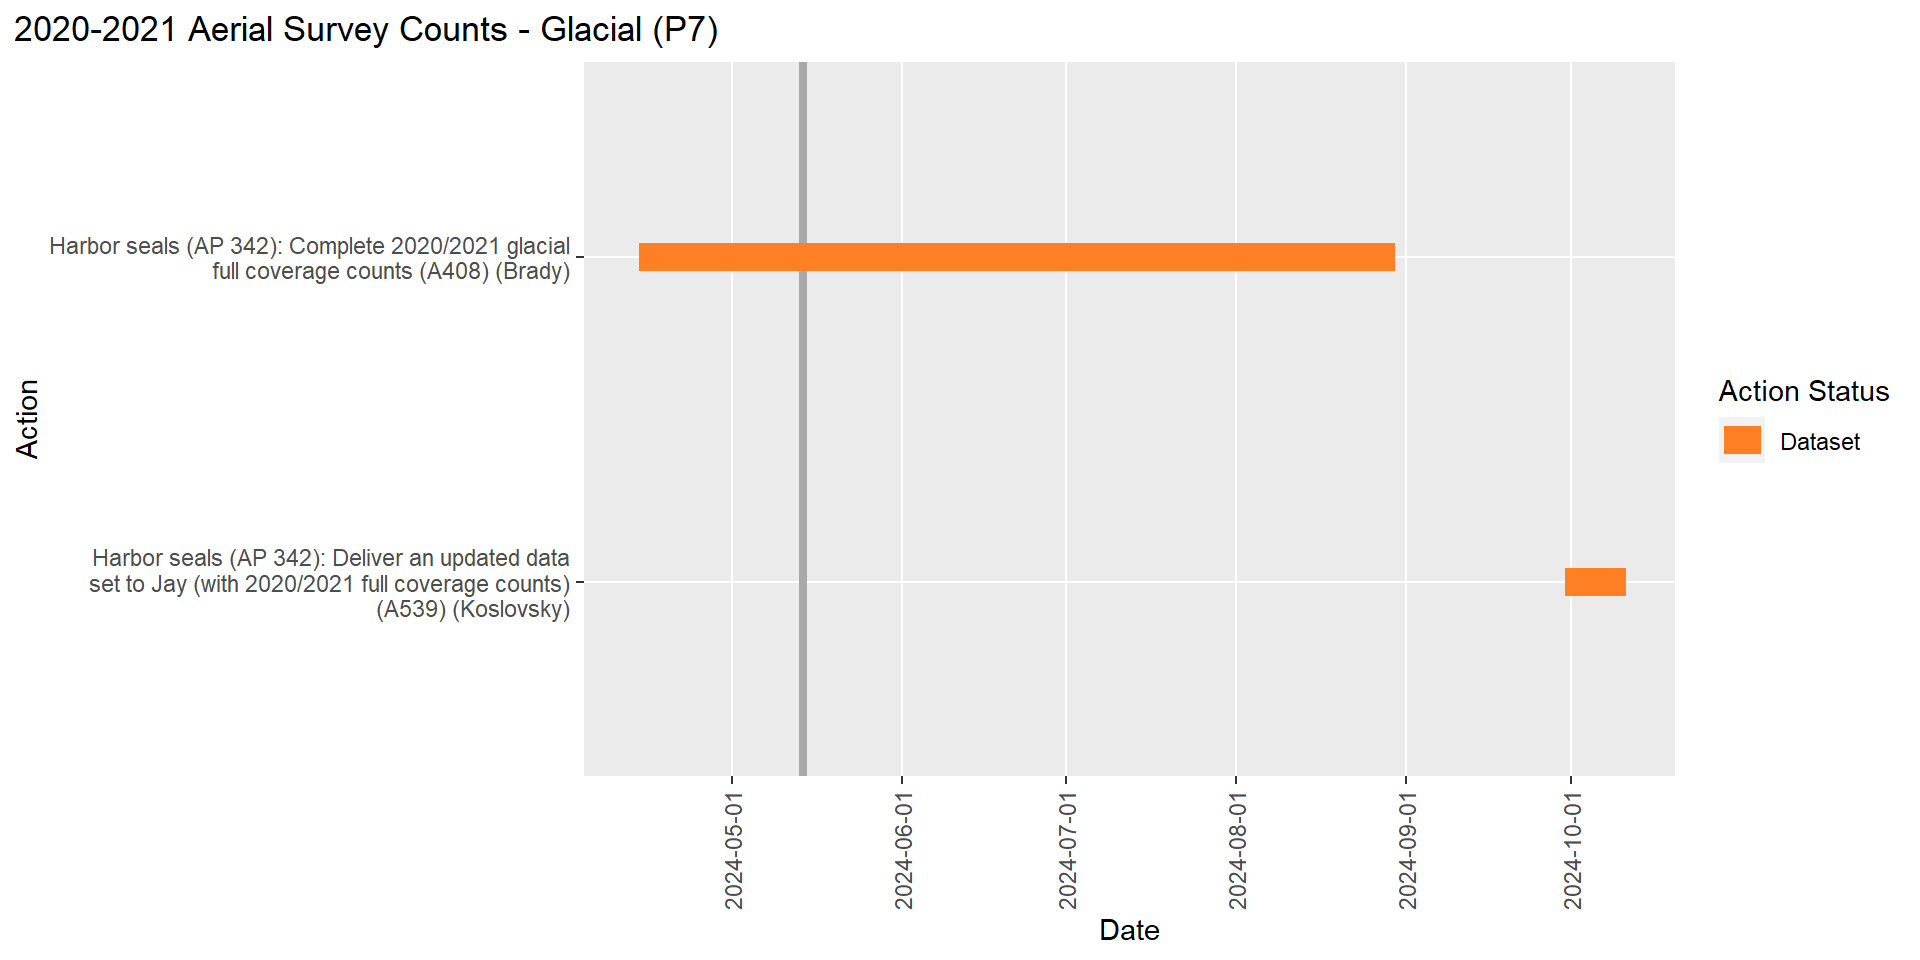 2020-2021 Aerial Survey Counts - Glacial (P7)
Action
Harbor seals (AP 342): Complete 2020/2021 glacial
full coverage counts (A408) (Brady)
Harbor seals (AP 342): Deliver an updated data
set to Jay (with 2020/2021 full coverage counts)
(A539) (Koslovsky)
2024-05-01
2024-06-01
2024-07-01
2024-08-01
2024-09-01
2024-10-01
Date
Action Status
Dataset